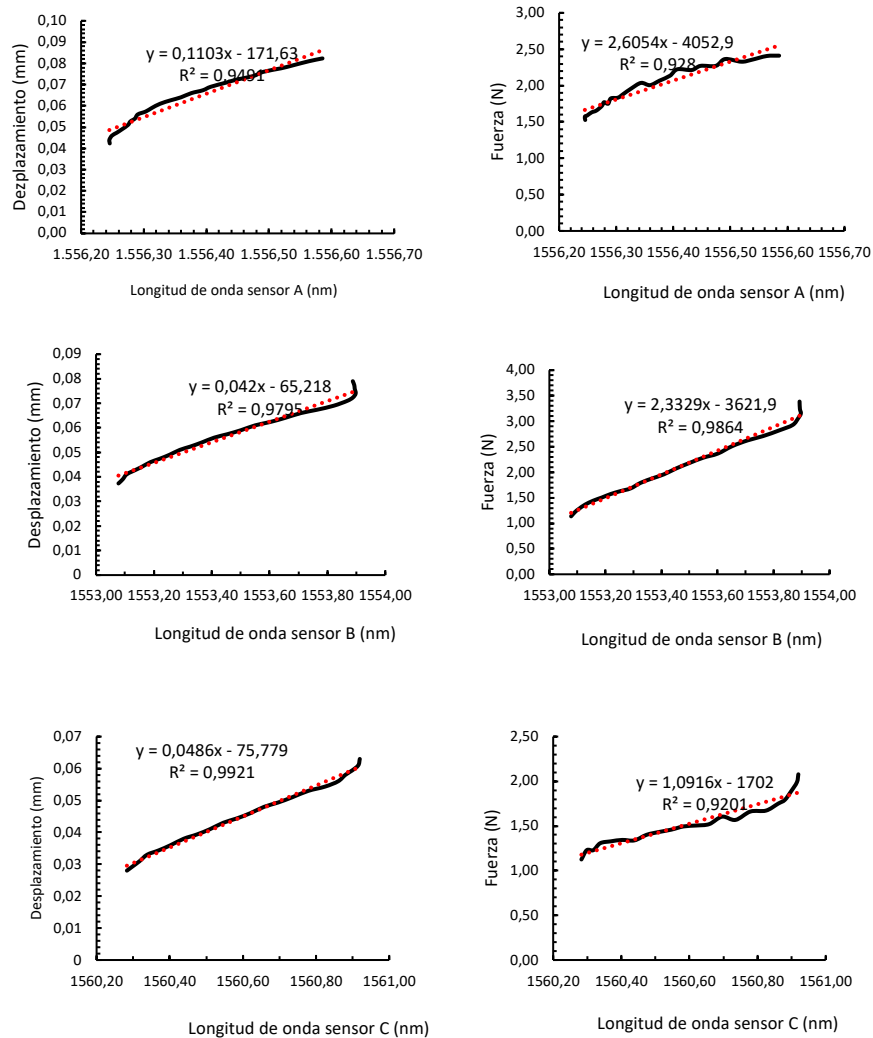 0,10
0,09
0,08
0,07
0,06
0,05
0,04
0,03
0,02
0,01
0,00
Dezplazamiento (mm)
y = 0,1103x - 171,63
R² = 0,9491
1.556,20 1.556,30 1.556,40 1.556,50 1.556,60 1.556,70
Longitud de onda sensor A (nm)
3,00
2,50
2,00
1,50
1,00
0,50
0,00
Fuerza (N)
y = 2,6054x - 4052,9
R² = 0,928
1556,20 1556,30 1556,40 1556,50 1556,60 1556,70
Longitud de onda sensor A (nm)
0,09
0,08
0,07
0,06
0,05
0,04
0,03
0,02
0,01
0
Desplazamiento (mm)
y = 0,042x - 65,218
R² = 0,9795
1553,00 1553,20 1553,40 1553,60 1553,80 1554,00
Longitud de onda sensor B (nm)
4,00
3,50
3,00
2,50
2,00
1,50
1,00
0,50
0,00
Fuerza (N)
y = 2,3329x - 3621,9
R² = 0,9864
1553,00 1553,20 1553,40 1553,60 1553,80 1554,00
Longitud de onda sensor B (nm)
0,07
0,06
0,05
0,04
0,03
0,02
0,01
0
Desplazamiento (mm)
y = 0,0486x - 75,779
R² = 0,9921
1560,20 1560,40 1560,60 1560,80 1561,00
Longitud de onda sensor C (nm)
2,50
2,00
1,50
1,00
0,50
0,00
Fuerza (N)
y = 1,0916x - 1702
R² = 0,9201
1560,20 1560,40 1560,60 1560,80 1561,00
Longitud de onda sensor C (nm)